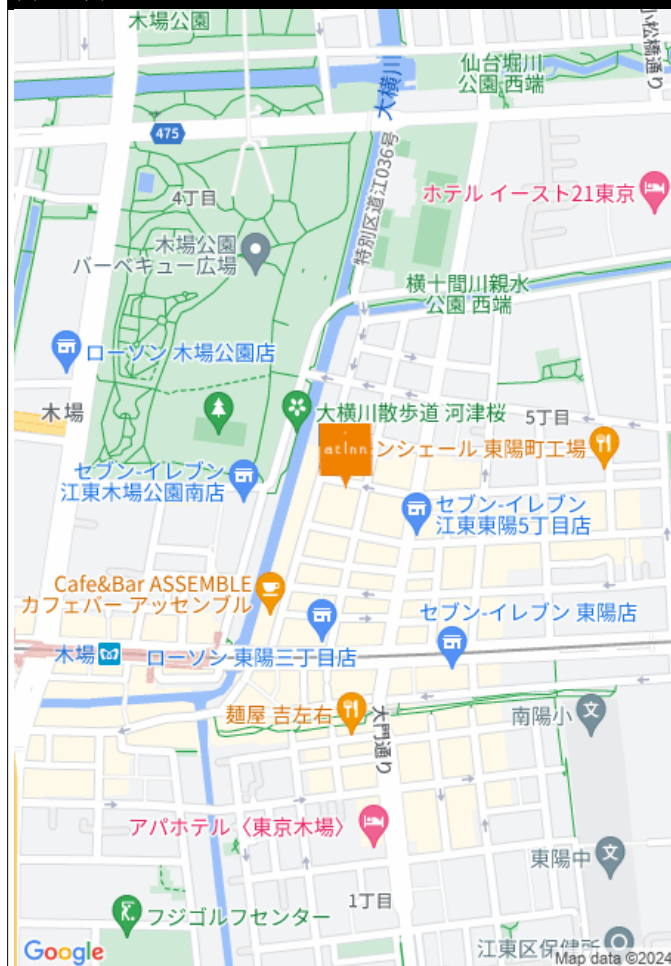 木場公園
小松橋通り
仙台堀川
公園 西端
大横川
475
特別区道江036号
4丁目
ホテル イースト21東京
木場公園
バーベキュー広場
横十間川親水
公園 西端
ローソン 木場公園店
木場
大横川散歩道 河津桜
5丁目
at inn
ンシェール 東陽町工場
セブン-イレブン
江東木場公園南店
セブン-イレブン
江東東陽5丁目店
Cafe&Bar ASSEMBLE
カフェバー アッセンブル
セブン-イレブン 東陽店
木場
ローソン 東陽三丁目店
麺屋 吉左右
大門通り
南陽小
文
アパホテル〈東京木場〉
東陽中
文
1丁目
フジゴルフセンター
江東区保健所
Google
Map data ©2024